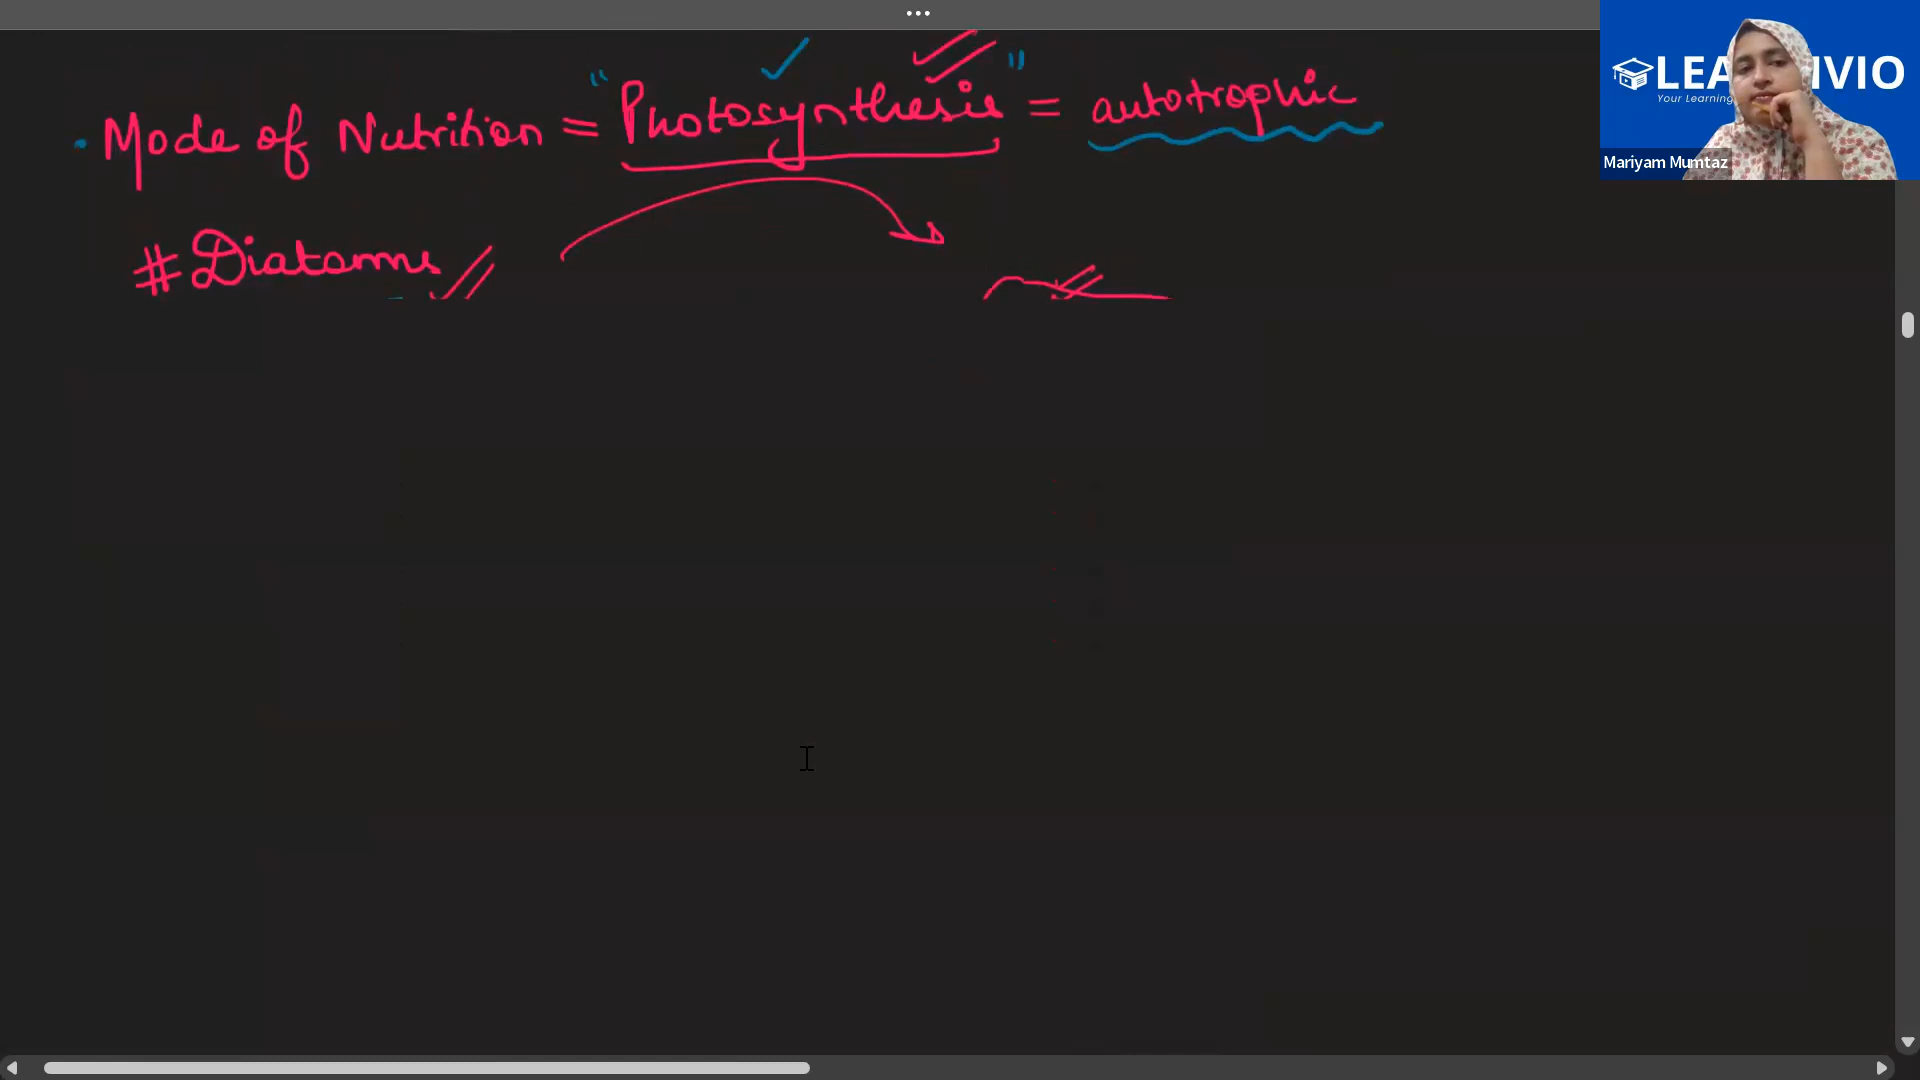 Mode of Nutrition = "Photosynthesis" = autotrophic
#Diatoms
LEA IVIO
Your Learning
Mariyam Mumtaz